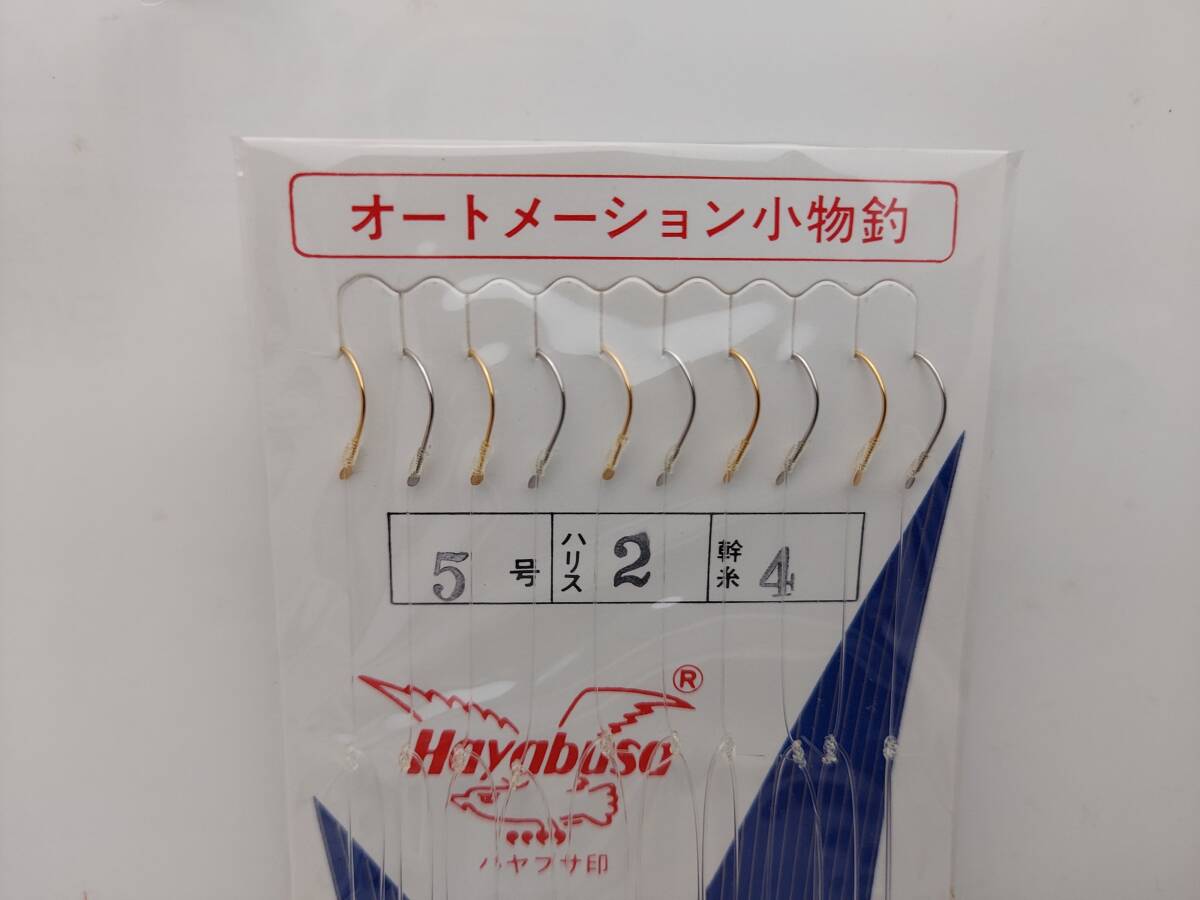 オートメーション小物釣
5号 ハリス 2 幹糸 4
Hayabusa®
ハヤブサ印